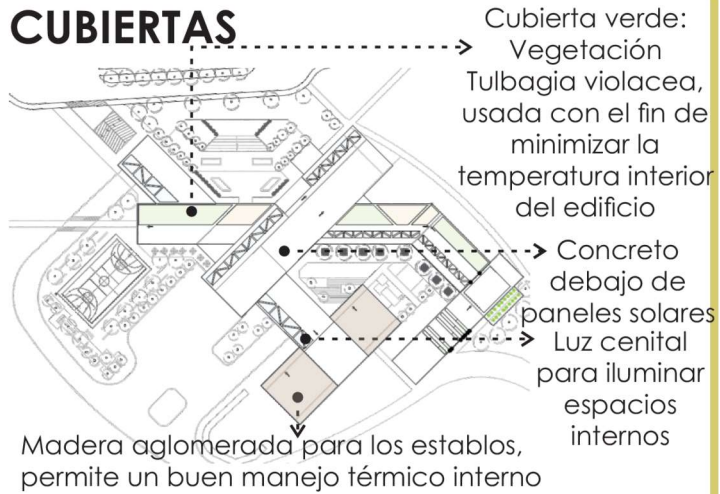 CUBIERTAS
Cubierta verde:
Vegetación
Tulbagia violacea,
usada con el fin de
minimizar la
temperatura interior
del edificio
Concreto
debajo de
paneles solares
Luz cenital
para iluminar
espacios
internos
Madera aglomerada para los establos,
permite un buen manejo térmico interno